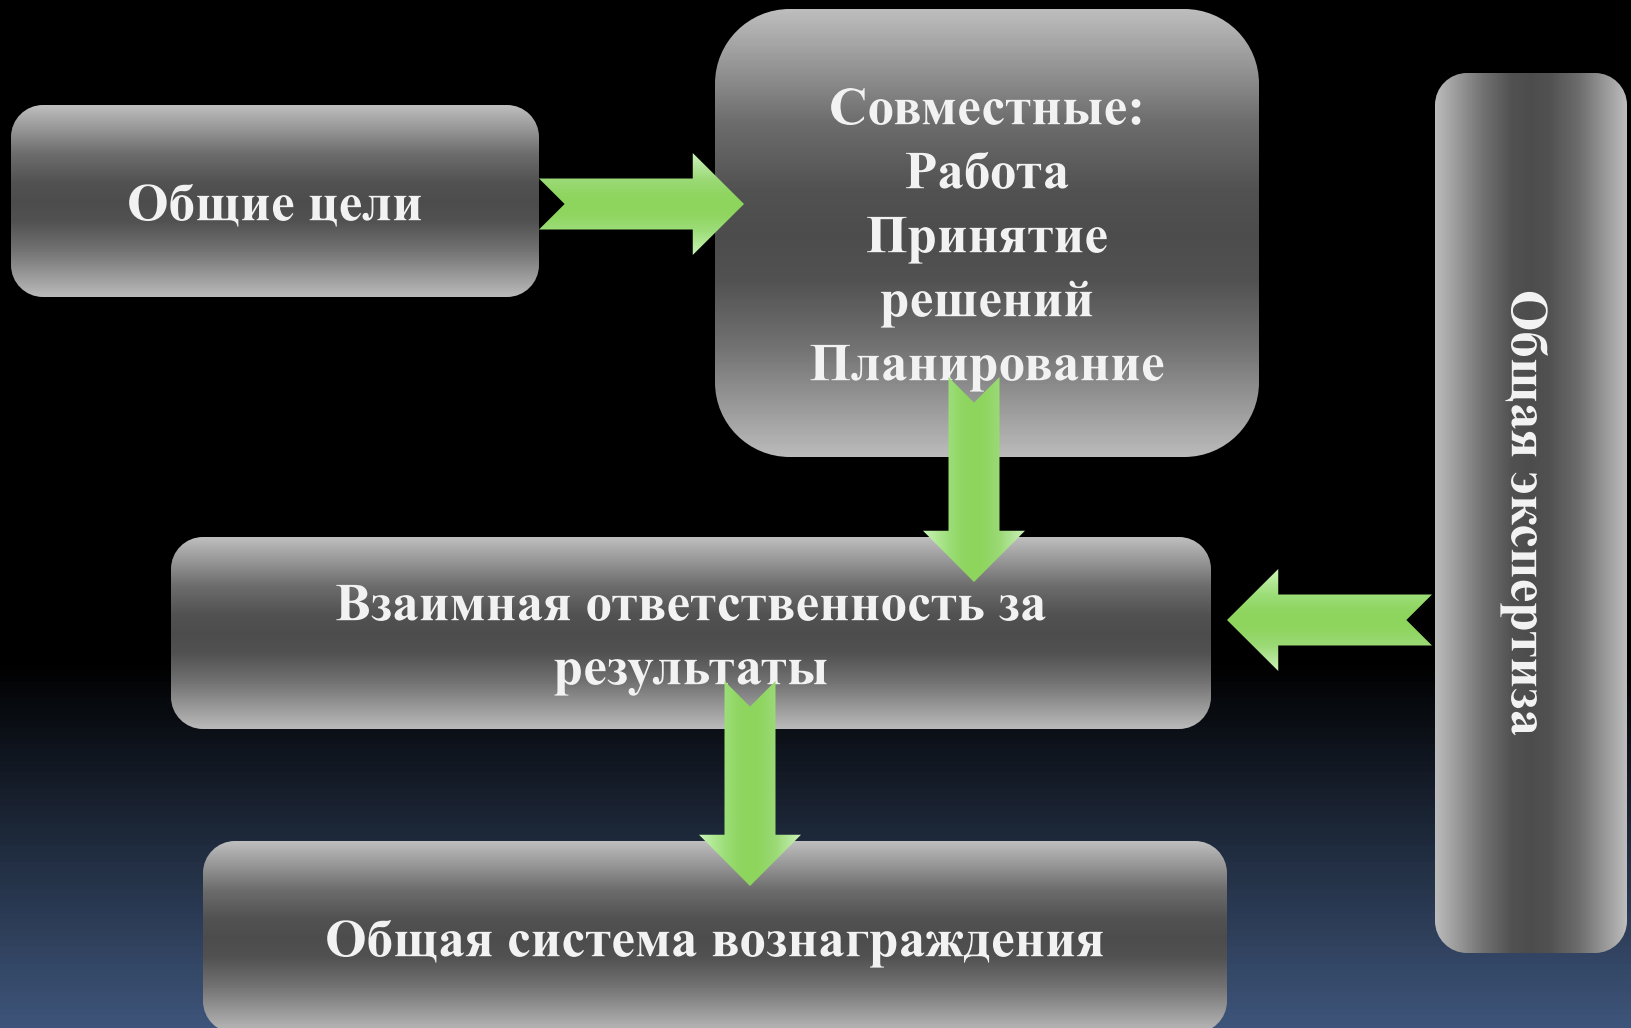 Общие цели
Совместные:
Работа
Принятие
решений
Планирование
Общая экспертиза
Взаимная ответственность за
результаты
Общая система вознаграждения